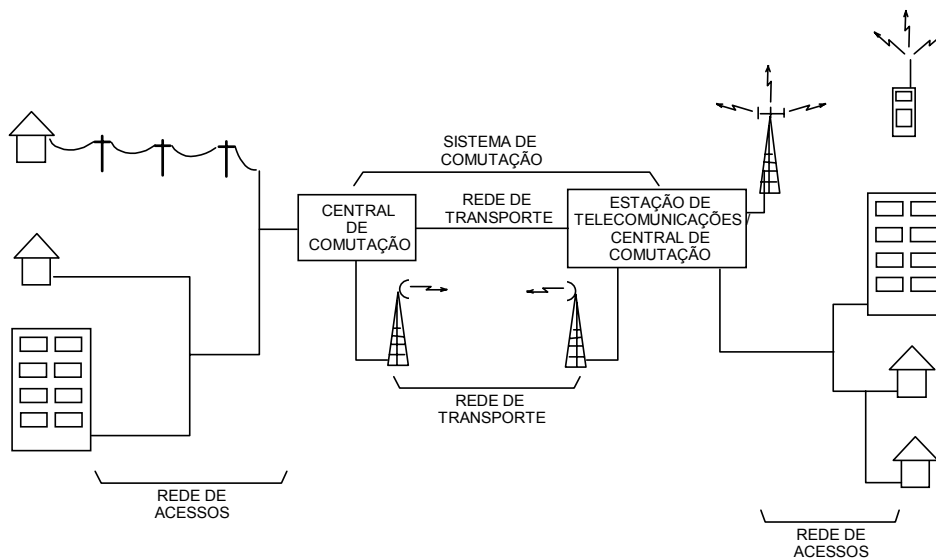 SISTEMA DE
COMUTAÇÃO
CENTRAL
DE
COMUTAÇÃO
REDE DE
TRANSPORTE
ESTAÇÃO DE
TELECOMUNICAÇÕES
CENTRAL DE
COMUTAÇÃO
REDE DE
TRANSPORTE
REDE DE
ACESSOS
REDE DE
ACESSOS